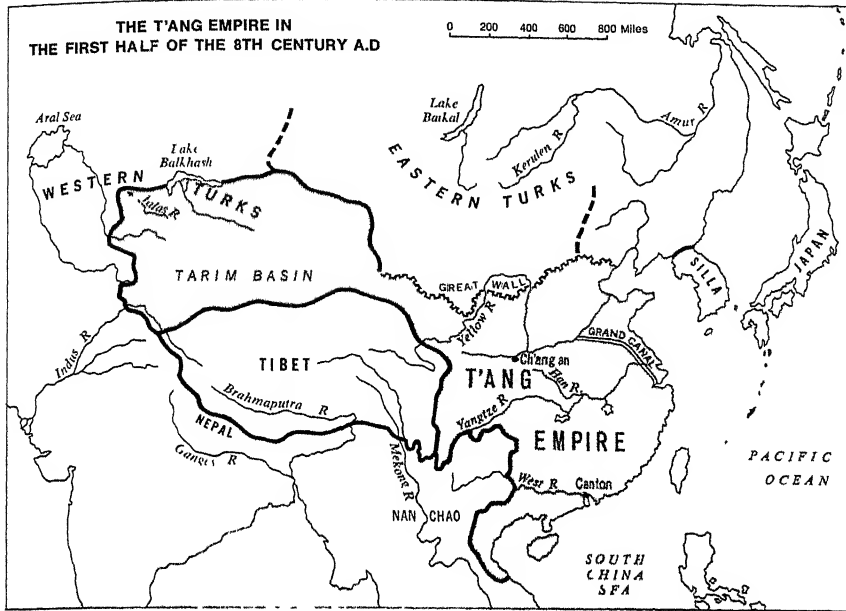 THE T'ANG EMPIRE IN
THE FIRST HALF OF THE 8TH CENTURY A.D
0 200 400 600 800 Miles
Aral Sea
Lake
Balkhash
Lake
Baikal
Amur R
Kerulen R
WESTERN TURKS
EASTERN TURKS
Talas R
TARIM BASIN
GREAT WALL
Yellow R
SILLA
JAPAN
GRAND CANAL
Ch'ang an
Indus R
TIBET
T'ANG
Han R
Brahmaputra R
Yangtze R
EMPIRE
NEPAL
Ganges R
Mekong R
West R
Canton
PACIFIC
OCEAN
NAN CHAO
SOUTH
CHINA
SEA